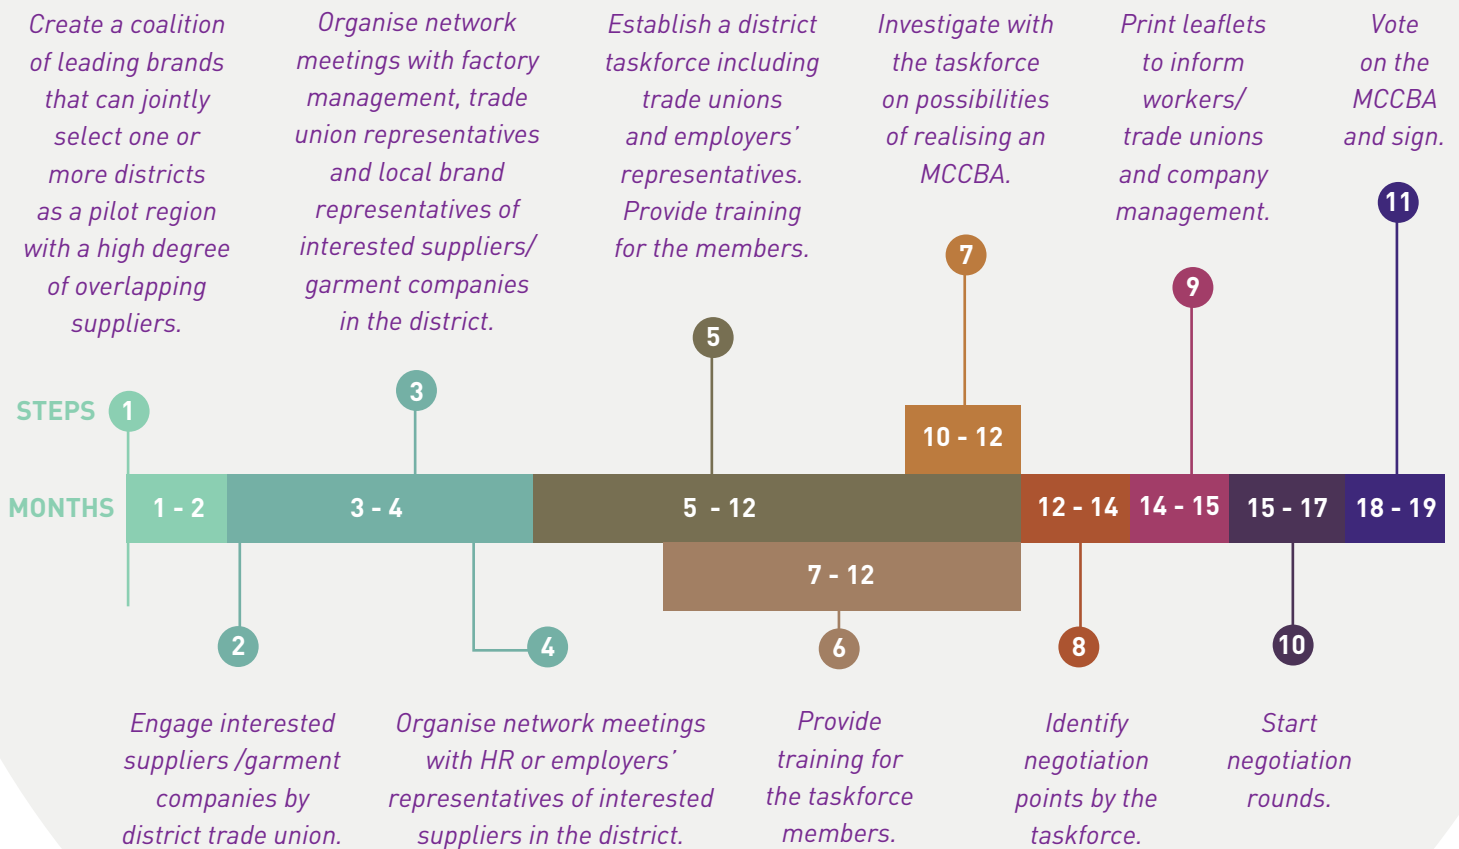 Create a coalition
of leading brands
that can jointly
select one or
more districts
as a pilot region
with a high degree
of overlapping
suppliers.
Organise network
meetings with factory
management, trade
union representatives
and local brand
representatives of
interested suppliers/
garment companies
in the district.
Establish a district
taskforce including
trade unions
and employers’
representatives.
Provide training
for the members.
Investigate with
the taskforce
on possibilities
of realising an
MCCBA.
Print leaflets
to inform
workers/
trade unions
and company
management.
Vote
on the
MCCBA
and sign.
11
7
9
5
3
STEPS 1
10 - 12
MONTHS 1 - 2 3 - 4 5 - 12 12 - 14 14 - 15 15 - 17 18 - 19
7 - 12
2
4
6
8
10
Engage interested
suppliers /garment
companies by
district trade union.
Organise network meetings
with HR or employers’
representatives of interested
suppliers in the district.
Provide
training for
the taskforce
members.
Identify
negotiation
points by the
taskforce.
Start
negotiation
rounds.